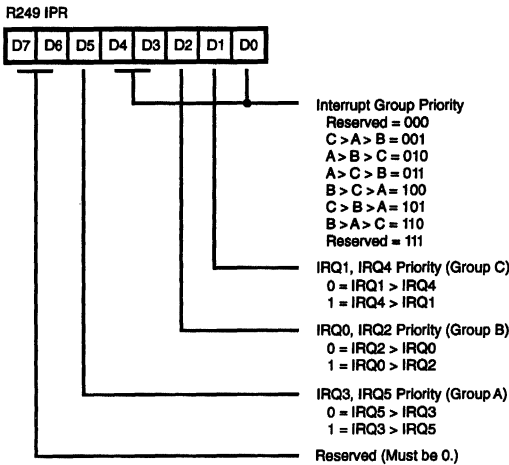 R249 IPR
D7 D6 D5 D4 D3 D2 D1 D0
Interrupt Group Priority
Reserved = 000
C > A > B = 001
A > B > C = 010
A > C > B = 011
B > C > A = 100
C > B > A = 101
B > A > C = 110
Reserved = 111
IRQ1, IRQ4 Priority (Group C)
0 = IRQ1 > IRQ4
1 = IRQ4 > IRQ1
IRQ0, IRQ2 Priority (Group B)
0 = IRQ2 > IRQ0
1 = IRQ0 > IRQ2
IRQ3, IRQ5 Priority (Group A)
0 = IRQ5 > IRQ3
1 = IRQ3 > IRQ5
Reserved (Must be 0.)